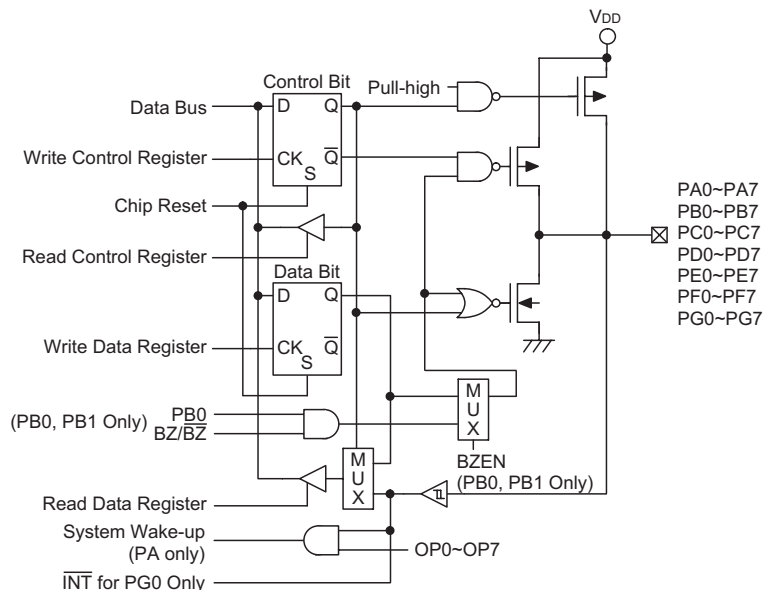 VDD
Control Bit
Pull-high
Data Bus
D
Q
Write Control Register
CK
Q̅
S
Chip Reset
Read Control Register
PA0~PA7
PB0~PB7
PC0~PC7
PD0~PD7
PE0~PE7
PF0~PF7
PG0~PG7
Data Bit
D
Q
Write Data Register
CK
Q̅
S
PB0
(PB0, PB1 Only)
BZ/B̅Z̅
M
U
X
BZEN
(PB0, PB1 Only)
M
U
X
Read Data Register
System Wake-up
(PA only)
OP0~OP7
I̅N̅T̅ for PG0 Only